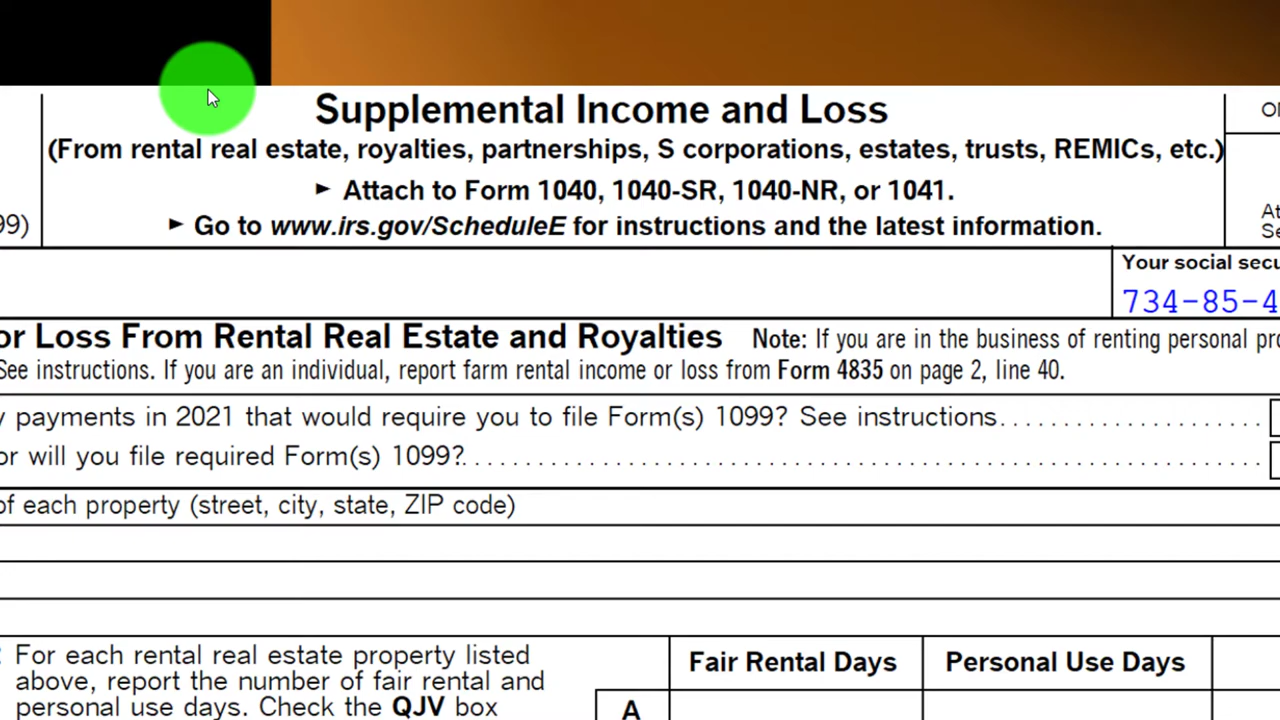 Supplemental Income and Loss
(From rental real estate, royalties, partnerships, S corporations, estates, trusts, REMICs, etc.)
► Attach to Form 1040, 1040-SR, 1040-NR, or 1041.
99)
► Go to www.irs.gov/ScheduleE for instructions and the latest information.
Your social secu
734-85-4
or Loss From Rental Real Estate and Royalties Note: If you are in the business of renting personal pro
See instructions. If you are an individual, report farm rental income or loss from Form 4835 on page 2, line 40.
y payments in 2021 that would require you to file Form(s) 1099? See instructions
or will you file required Form(s) 1099?
of each property (street, city, state, ZIP code)
For each rental real estate property listed
above, report the number of fair rental and
personal use days. Check the QJV box
Fair Rental Days
Personal Use Days
A